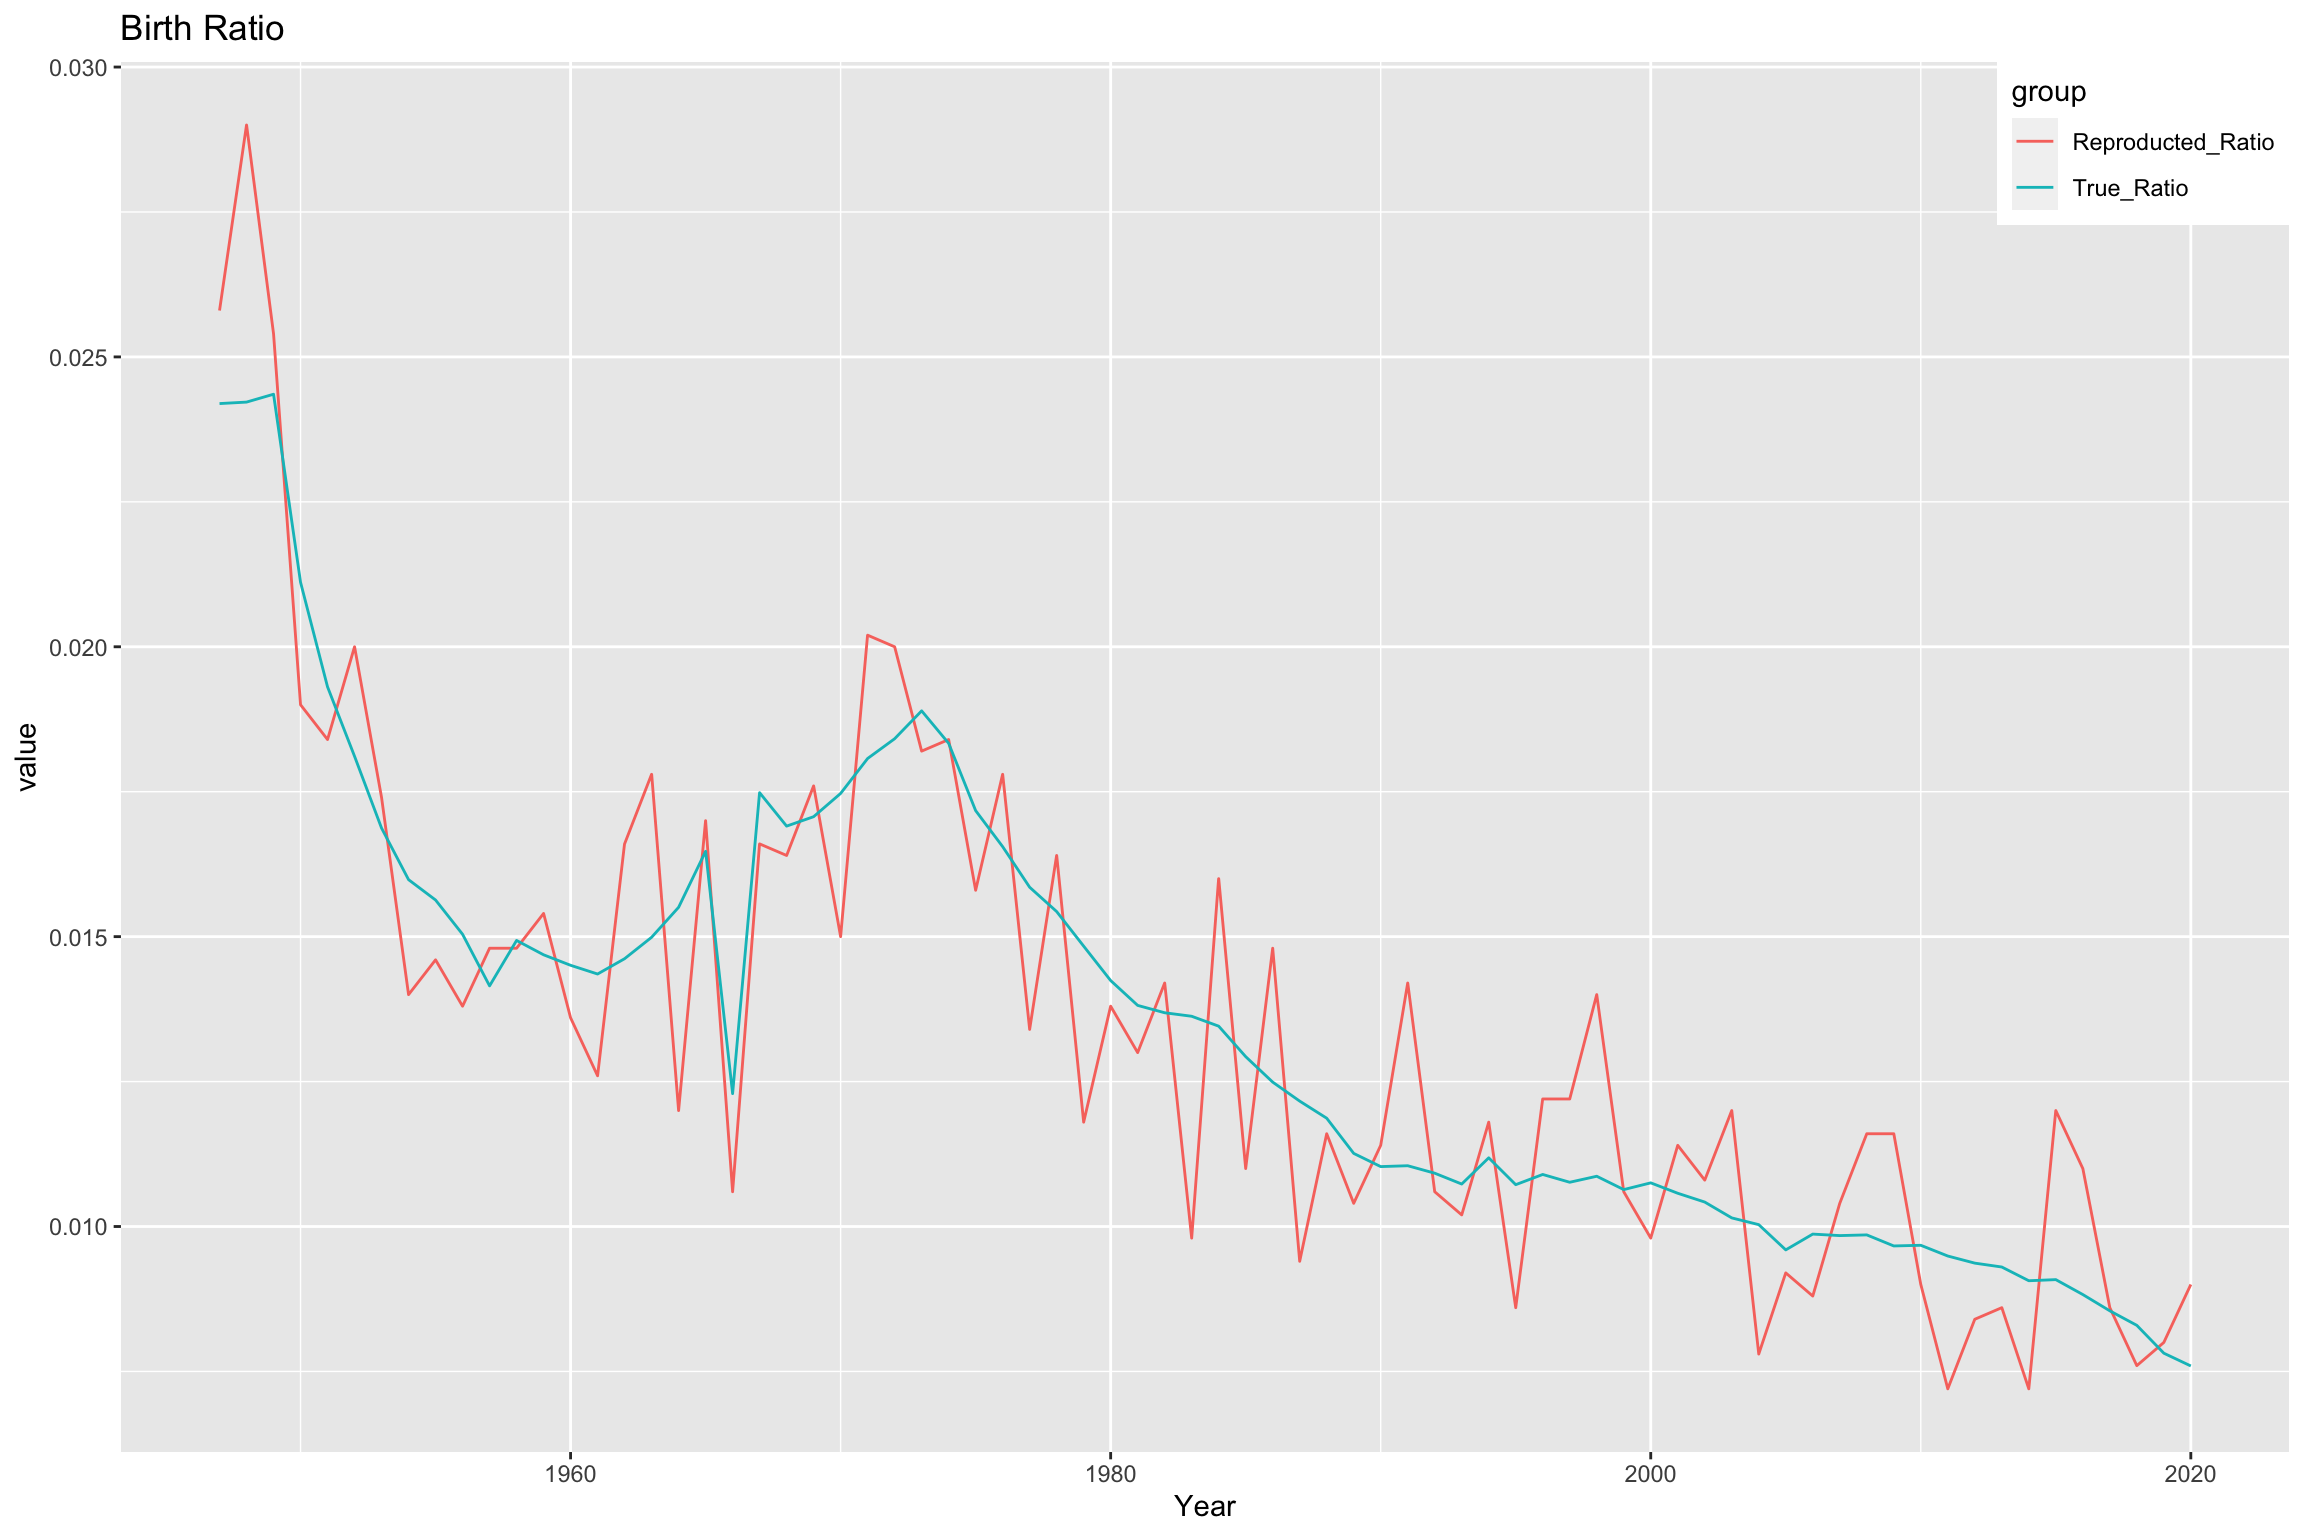 Birth Ratio
0.030
0.025
0.020
0.015
0.010
value
1960
1980
2000
2020
Year
group
Reproducted_Ratio
True_Ratio